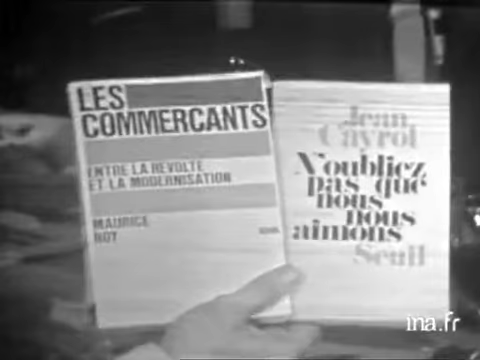 LES
COMMERCANTS
ENTRE LA REVOLTE
ET LA MODERNISATION
MAURICE
ROY
SEUIL
Jean
Cayrol
N'oubliez
pas que
nous
nous
aimons
Seuil
ina.fr